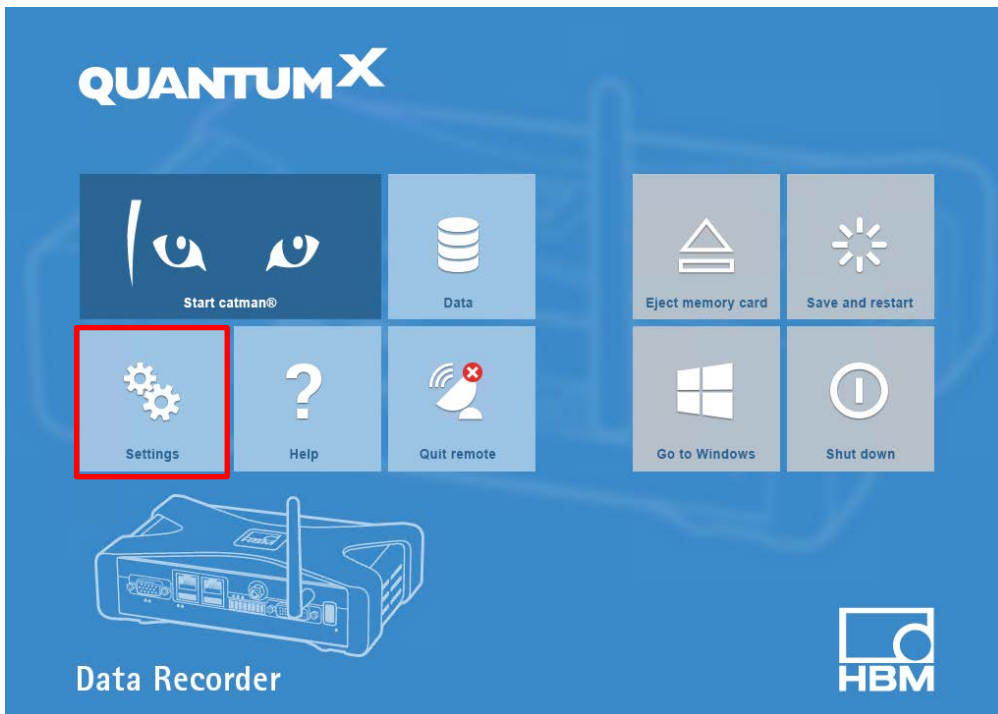 QUANTUMX
Start catman®
Data
Eject memory card
Save and restart
Settings
?
Help
Quit remote
Go to Windows
Shut down
Data Recorder
HBM